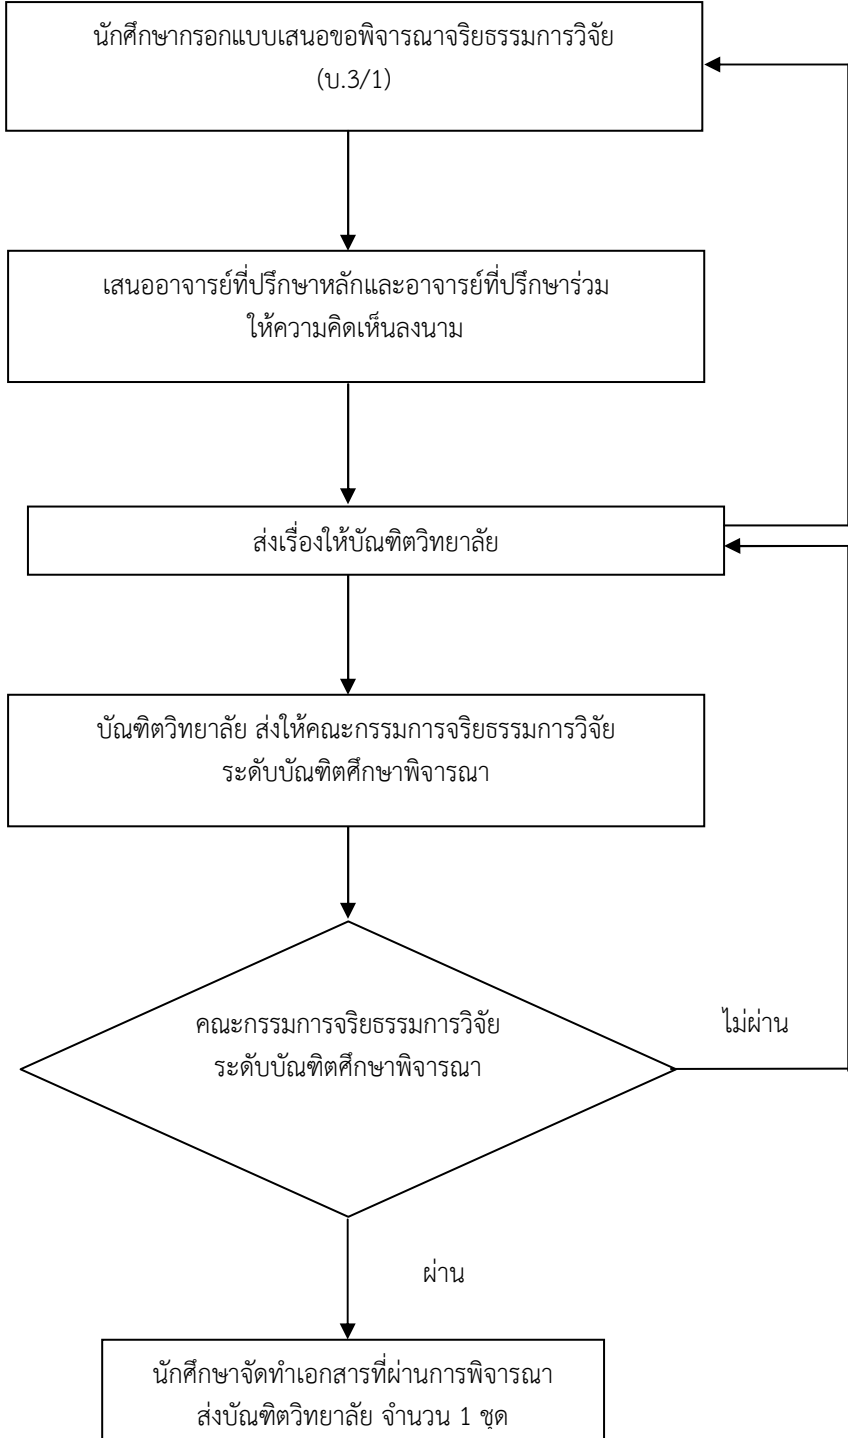 นักศึกษากรอกแบบเสนอขอพิจารณาจริยธรรมการวิจัย
(บ.3/1)
เสนออาจารย์ที่ปรึกษาหลักและอาจารย์ที่ปรึกษาร่วม
ให้ความคิดเห็นลงนาม
ส่งเรื่องให้บัณฑิตวิทยาลัย
บัณฑิตวิทยาลัย ส่งให้คณะกรรมการจริยธรรมการวิจัย
ระดับบัณฑิตศึกษาพิจารณา
คณะกรรมการจริยธรรมการวิจัย
ระดับบัณฑิตศึกษาพิจารณา
ไม่ผ่าน
ผ่าน
นักศึกษาจัดทำเอกสารที่ผ่านการพิจารณา
ส่งบัณฑิตวิทยาลัย จำนวน 1 ชุด